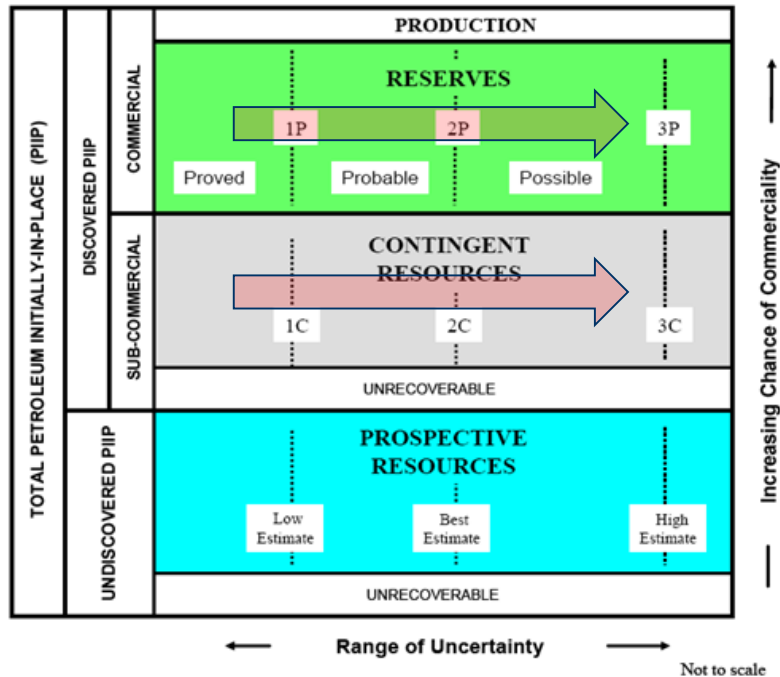 TOTAL PETROLEUM INITIALLY-IN-PLACE (PIIP)
DISCOVERED PIIP
UNDISCOVERED PIIP
COMMERCIAL
SUB-COMMERCIAL
PRODUCTION
RESERVES
1P 2P 3P
Proved Probable Possible
CONTINGENT
RESOURCES
1C 2C 3C
UNRECOVERABLE
PROSPECTIVE
RESOURCES
Low Estimate
Best Estimate
High Estimate
UNRECOVERABLE
Increasing Chance of Commerciality
Range of Uncertainty
Not to scale